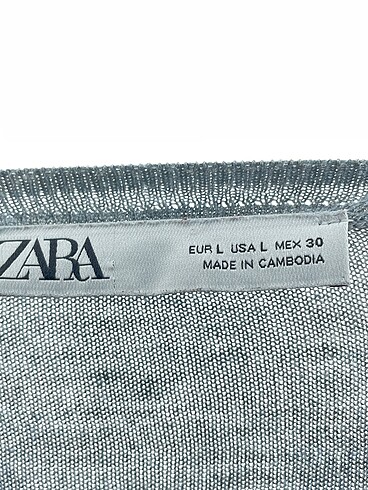 ZARA
EUR L USA L MEX 30
MADE IN CAMBODIA